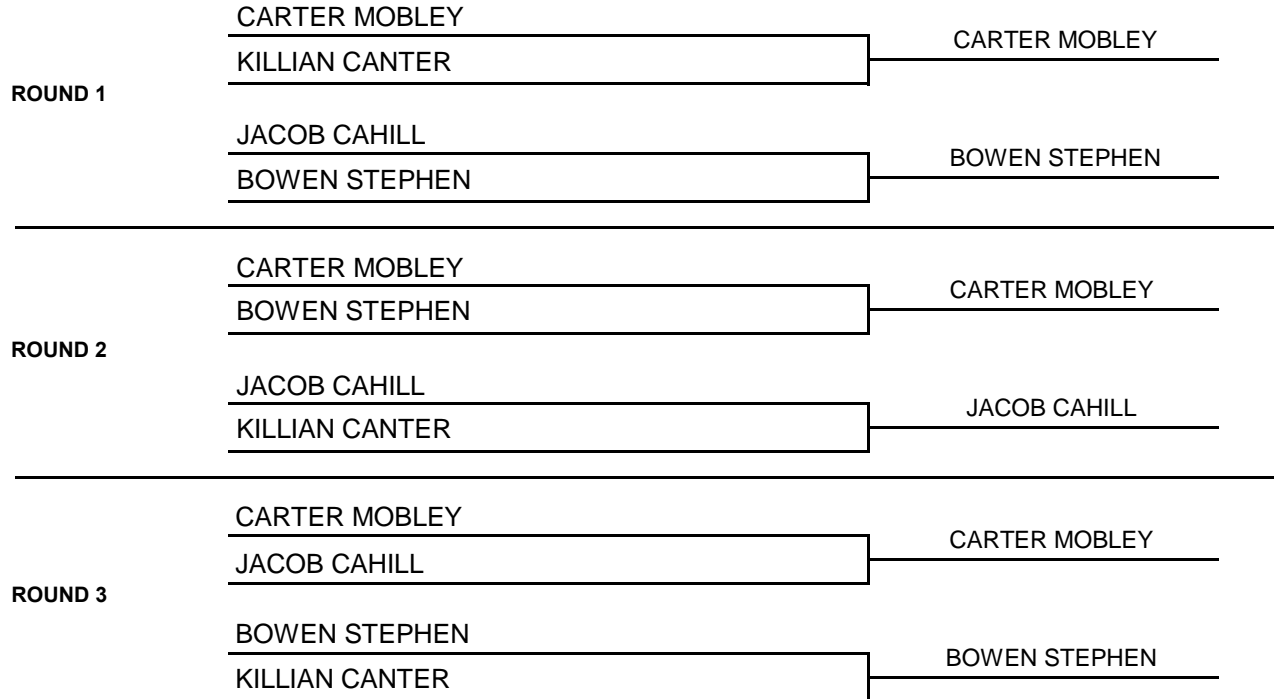 CARTER MOBLEY
KILLIAN CANTER
CARTER MOBLEY
ROUND 1
JACOB CAHILL
BOWEN STEPHEN
BOWEN STEPHEN
CARTER MOBLEY
BOWEN STEPHEN
CARTER MOBLEY
ROUND 2
JACOB CAHILL
KILLIAN CANTER
JACOB CAHILL
CARTER MOBLEY
JACOB CAHILL
CARTER MOBLEY
ROUND 3
BOWEN STEPHEN
KILLIAN CANTER
BOWEN STEPHEN